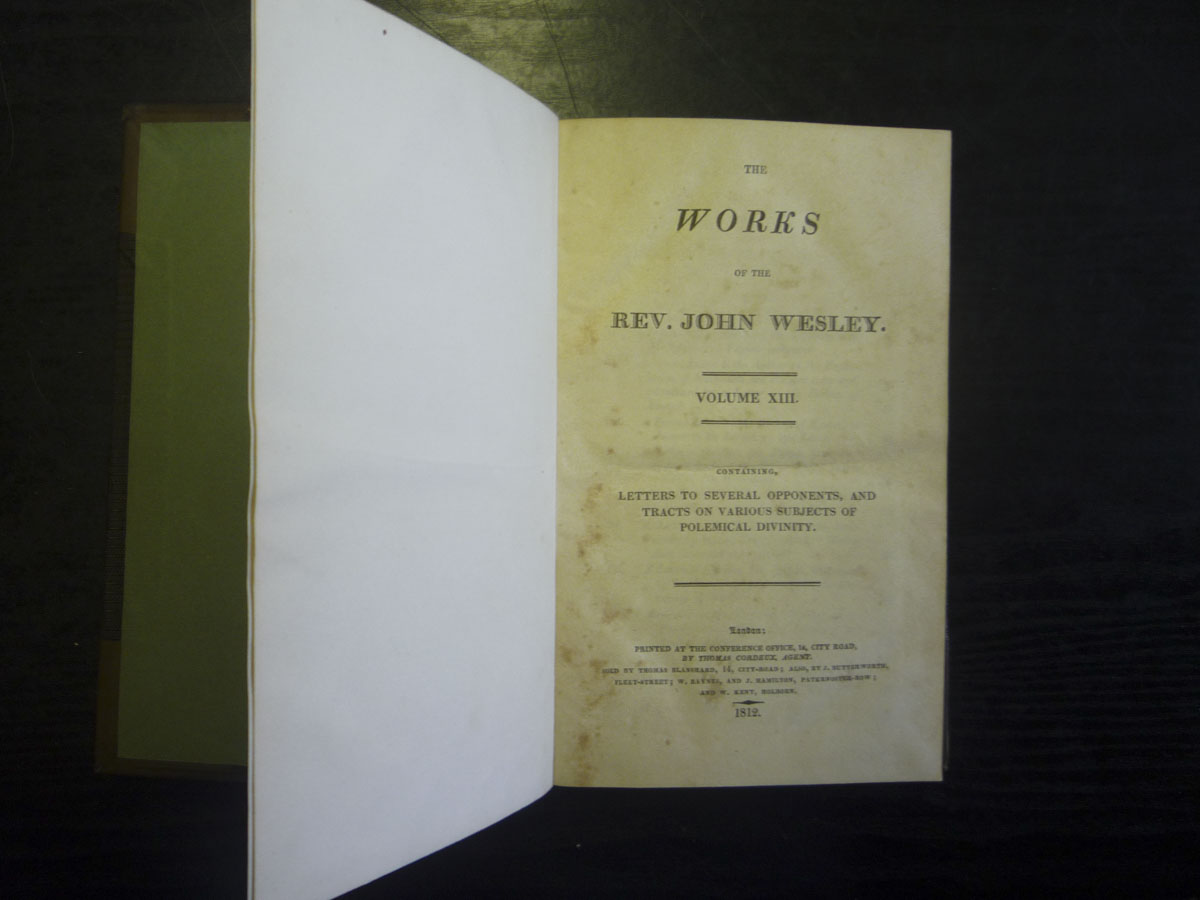 THE
WORKS
OF THE
REV. JOHN WESLEY.
VOLUME XIII.
CONTAINING,
LETTERS TO SEVERAL OPPONENTS, AND
TRACTS ON VARIOUS SUBJECTS OF
POLEMICAL DIVINITY.
London:
PRINTED AT THE CONFERENCE OFFICE, 14, CITY ROAD,
BY THOMAS CORDEUX, AGENT.
SOLD BY THOMAS BLANSHARD, 14, CITY-ROAD; ALSO, BY J. BUTTERWORTH,
FLEET-STREET; W. BAYNES, AND J. HAMILTON, PATERNOSTER-ROW;
AND W. KENT, HOLBORN.
1812.